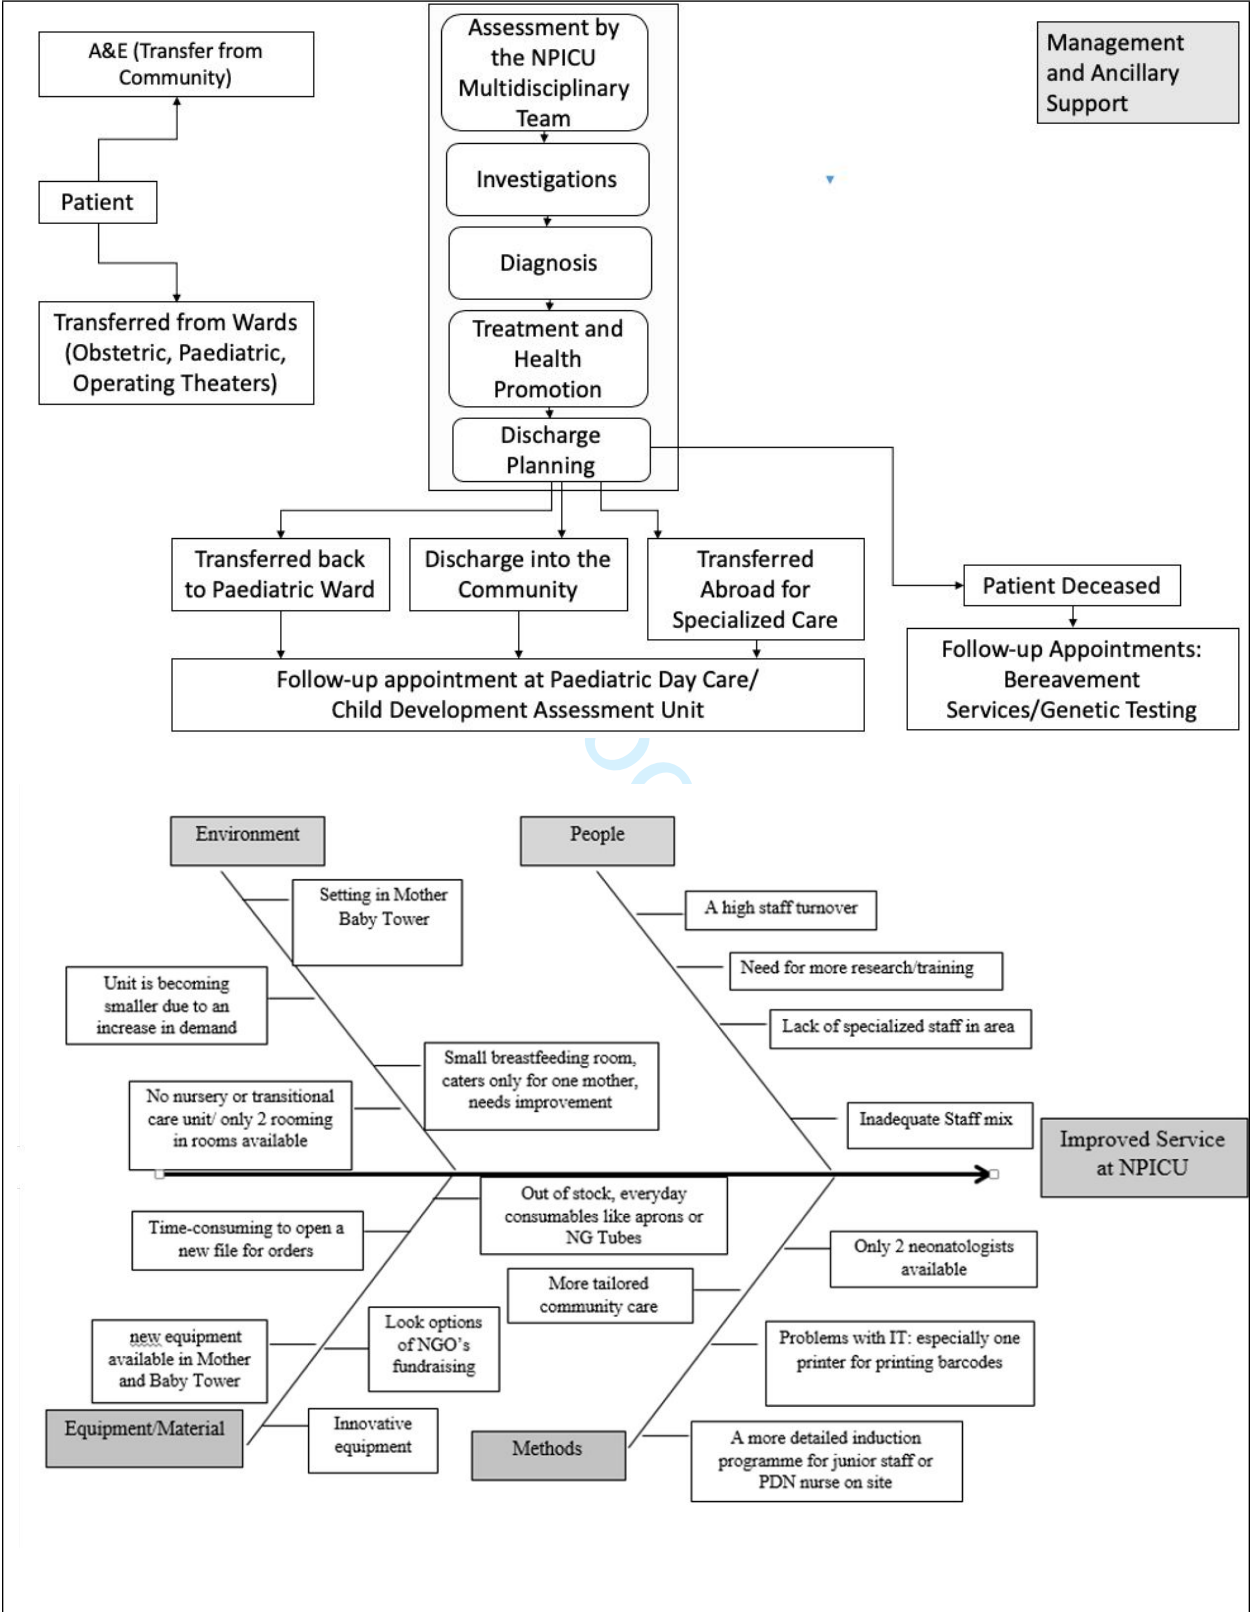 A&E (Transfer from
Community)
Patient
Transferred from Wards
(Obstetric, Paediatric,
Operating Theaters)
Assessment by
the NPICU
Multidisciplinary
Team
Investigations
Diagnosis
Treatment and
Health
Promotion
Discharge
Planning
Management
and Ancillary
Support
Transferred back
to Paediatric Ward
Discharge into the
Community
Transferred
Abroad for
Specialized Care
Patient Deceased
Follow-up appointment at Paediatric Day Care/
Child Development Assessment Unit
Follow-up Appointments:
Bereavement
Services/Genetic Testing
Environment
Setting in Mother
Baby Tower
Unit is becoming
smaller due to an
increase in demand
Small breastfeeding room,
caters only for one mother,
needs improvement
No nursery or transitional
care unit/ only 2 rooming
in rooms available
People
A high staff turnover
Need for more research/training
Lack of specialized staff in area
Inadequate Staff mix
Improved Service
at NPICU
Out of stock, everyday
consumables like aprons or
NG Tubes
Time-consuming to open a
new file for orders
Look options
of NGO's
fundraising
new equipment
available in Mother
and Baby Tower
Innovative
equipment
Equipment/Material
Only 2 neonatologists
available
More tailored
community care
Problems with IT: especially one
printer for printing barcodes
A more detailed induction
programme for junior staff or
PDN nurse on site
Methods